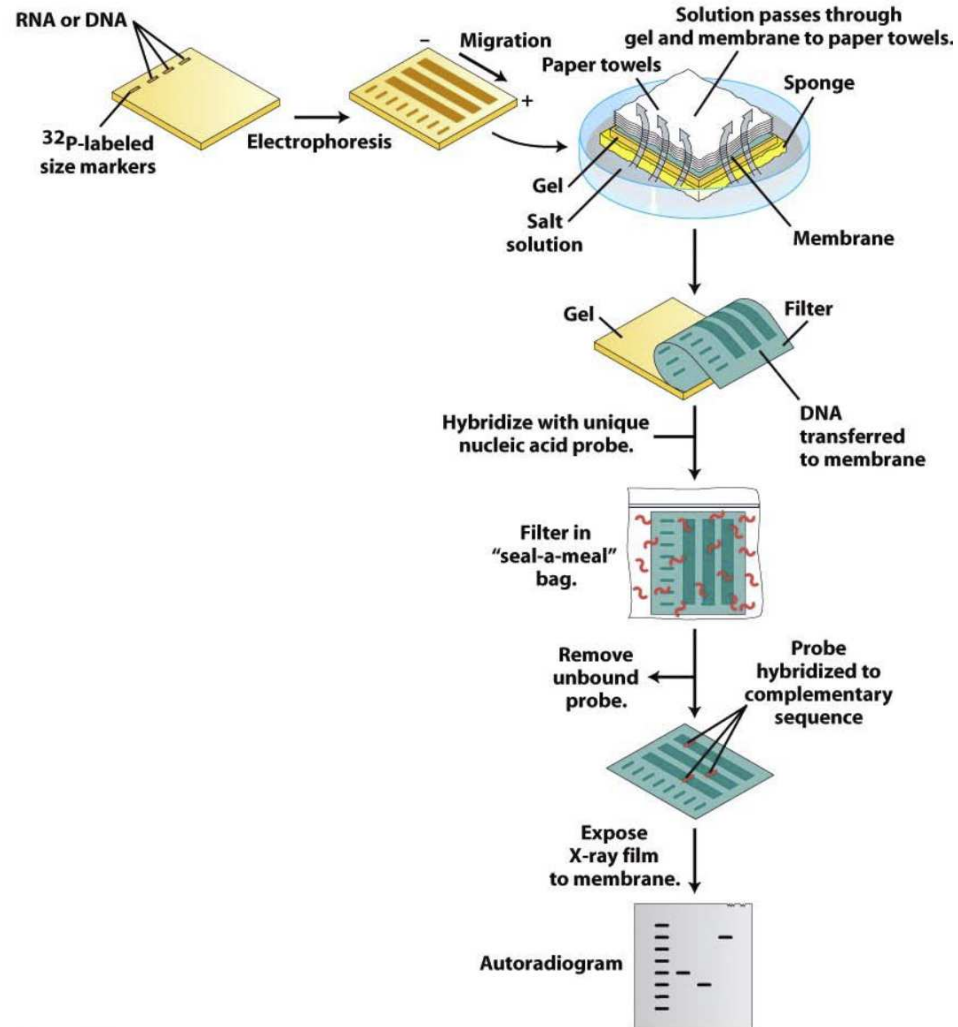 RNA or DNA
32P-labeled
size markers
Electrophoresis
–
Migration
+
Solution passes through
gel and membrane to paper towels.
Paper towels
Sponge
Gel
Salt
solution
Membrane
Gel
Filter
DNA
transferred
to membrane
Hybridize with unique
nucleic acid probe.
Filter in
“seal-a-meal”
bag.
Remove
unbound
probe.
Probe
hybridized to
complementary
sequence
Expose
X-ray film
to membrane.
Autoradiogram